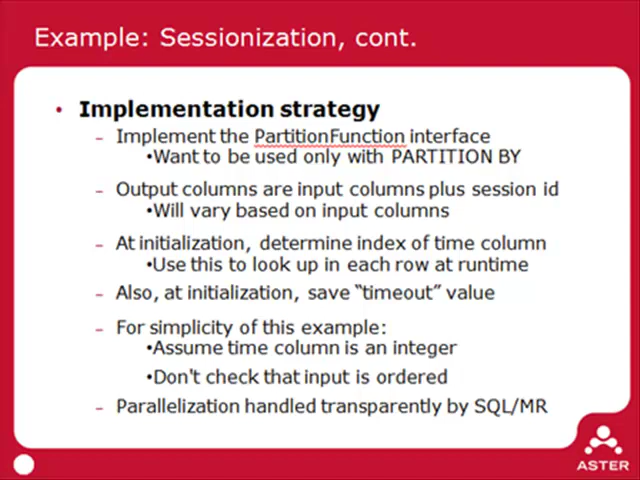 Example: Sessionization, cont.
• Implementation strategy
– Implement the PartitionFunction interface
•Want to be used only with PARTITION BY
– Output columns are input columns plus session id
•Will vary based on input columns
– At initialization, determine index of time column
•Use this to look up in each row at runtime
– Also, at initialization, save “timeout” value
– For simplicity of this example:
•Assume time column is an integer
•Don't check that input is ordered
– Parallelization handled transparently by SQL/MR
ASTER